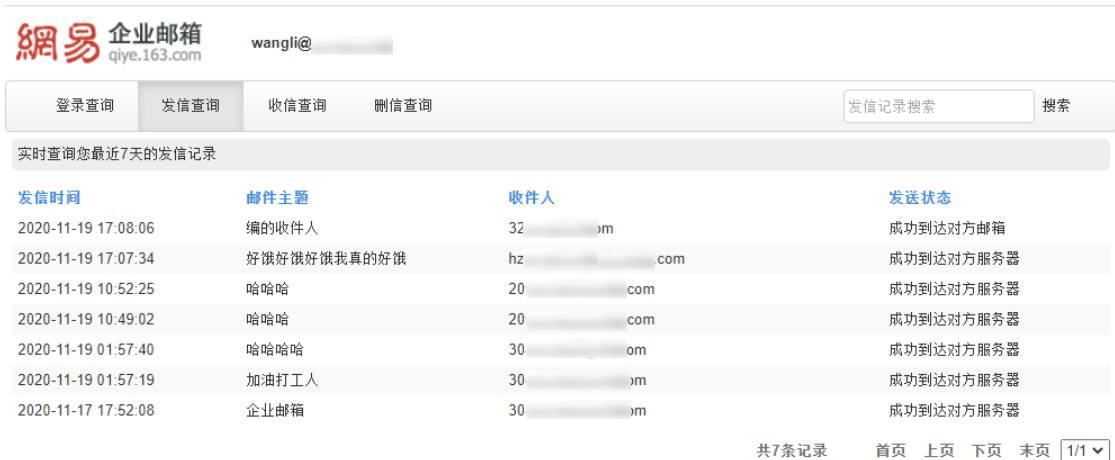 網易 企业邮箱 wangli@
qiye.163.com
登录查询 发信查询 收信查询 删信查询 发信记录搜索 搜索
实时查询您最近7天的发信记录
发信时间 邮件主题 收件人 发送状态
2020-11-19 17:08:06 编的收件人 32 om 成功到达对方邮箱
2020-11-19 17:07:34 好饿好饿好饿我真的好饿 hz .com 成功到达对方服务器
2020-11-19 10:52:25 哈哈哈 20 com 成功到达对方服务器
2020-11-19 10:49:02 哈哈哈 20 com 成功到达对方服务器
2020-11-19 01:57:40 哈哈哈哈 30 om 成功到达对方服务器
2020-11-19 01:57:19 加油打工人 30 om 成功到达对方服务器
2020-11-17 17:52:08 企业邮箱 30 om 成功到达对方服务器
共7条记录 首页 上页 下页 末页 1/1